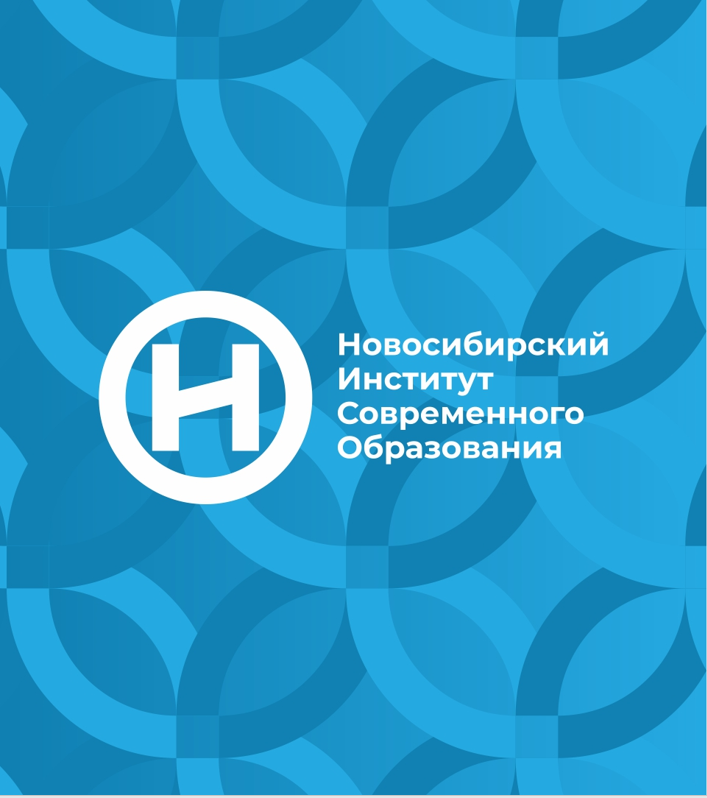 Н
Новосибирский
Институт
Современного
Образования